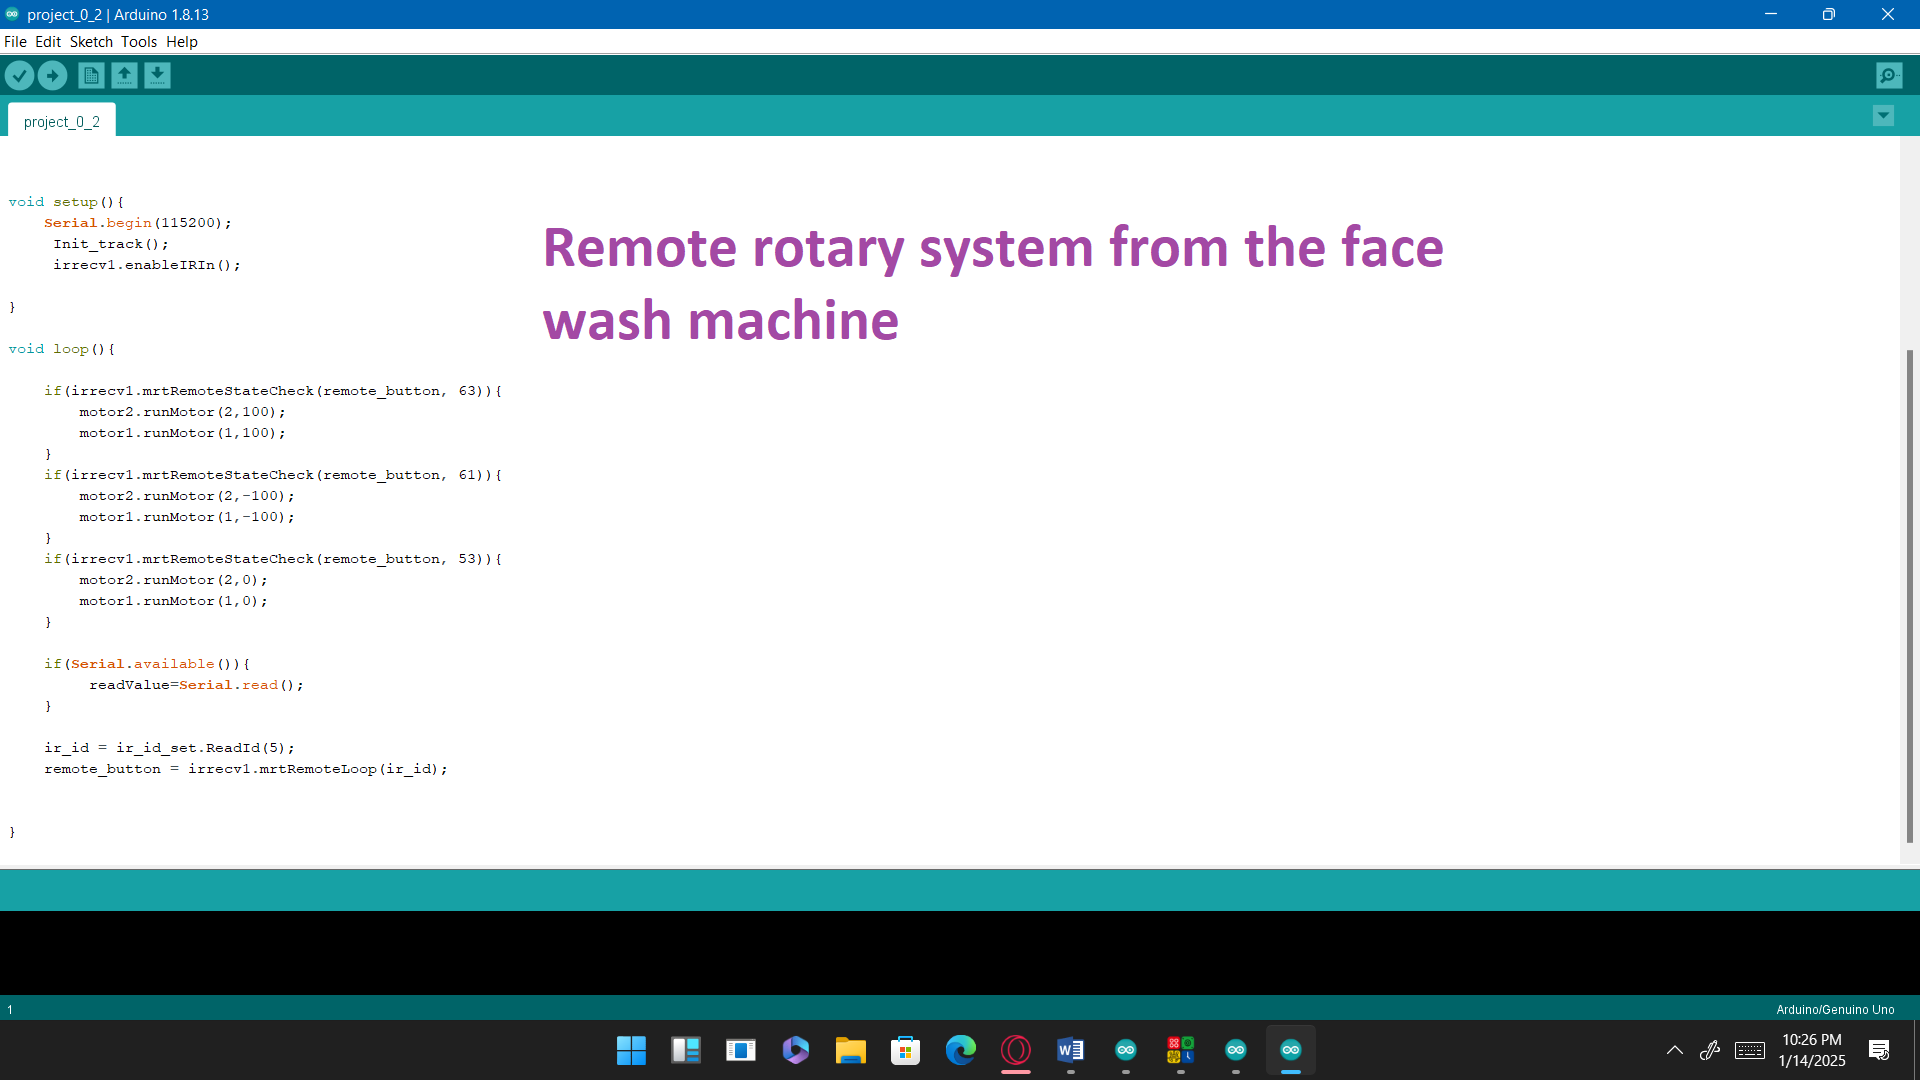 project_0_2 | Arduino 1.8.13
File Edit Sketch Tools Help
project_0_2
void setup(){
Serial.begin(115200);
Init_track();
irrecv1.enableIRIn();
}
void loop(){
if(irrecv1.mrtRemoteStateCheck(remote_button, 63)){
motor2.runMotor(2,100);
motor1.runMotor(1,100);
}
if(irrecv1.mrtRemoteStateCheck(remote_button, 61)){
motor2.runMotor(2,-100);
motor1.runMotor(1,-100);
}
if(irrecv1.mrtRemoteStateCheck(remote_button, 53)){
motor2.runMotor(2,0);
motor1.runMotor(1,0);
}
if(Serial.available()){
readValue=Serial.read();
}
ir_id = ir_id_set.ReadId(5);
remote_button = irrecv1.mrtRemoteLoop(ir_id);
}
Remote rotary system from the face
wash machine
1
Arduino/Genuino Uno
10:26 PM
1/14/2025